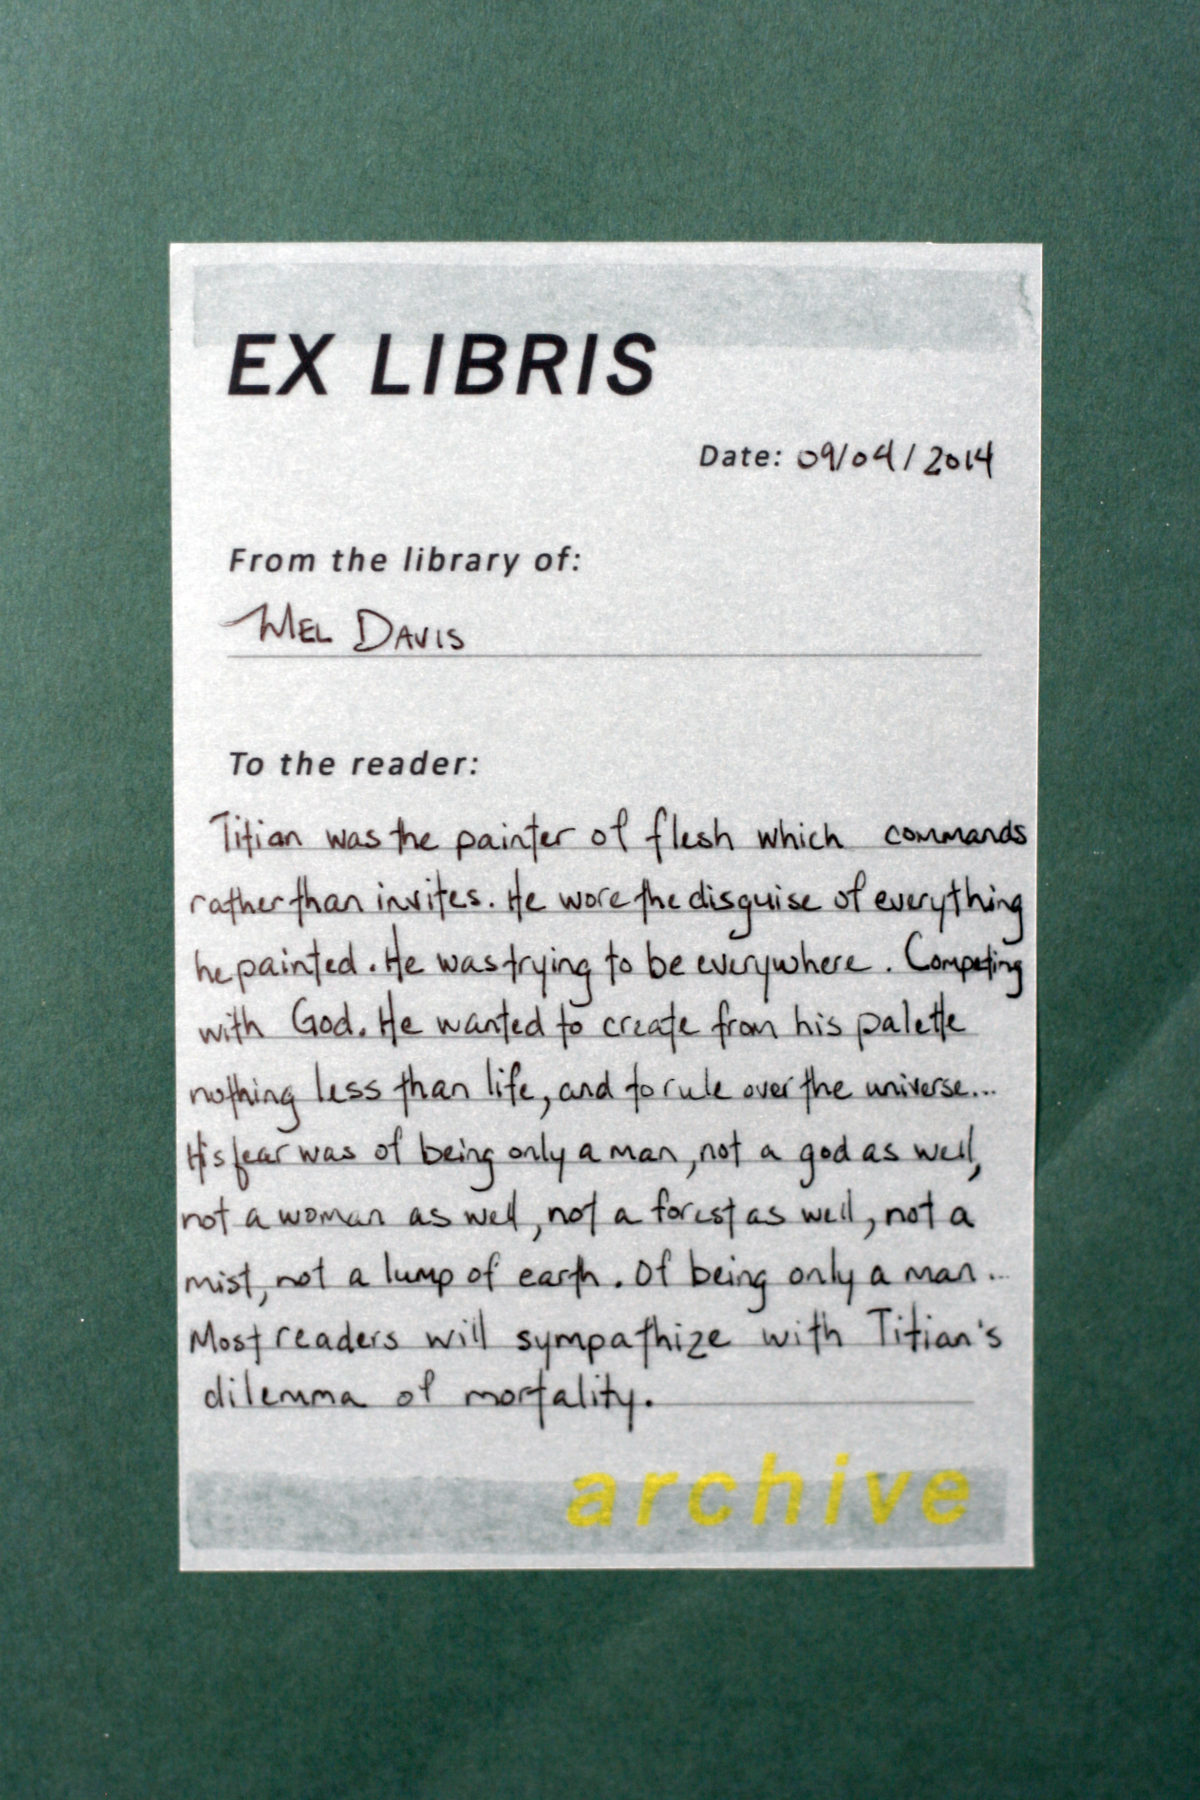 EX LIBRIS
Date: 09/04/2014
From the library of:
MEL DAVIS
To the reader:
Titian was the painter of flesh which commands
rather than invites. He wore the disguise of everything
he painted. He was trying to be everywhere. Competing
with God. He wanted to create from his palette
nothing less than life, and to rule over the universe...
His fear was of being only a man, not a god as well,
not a woman as well, not a forest as well, not a
mist, not a lump of earth. Of being only a man...
Most readers will sympathize with Titian's
dilemma of mortality.
archive